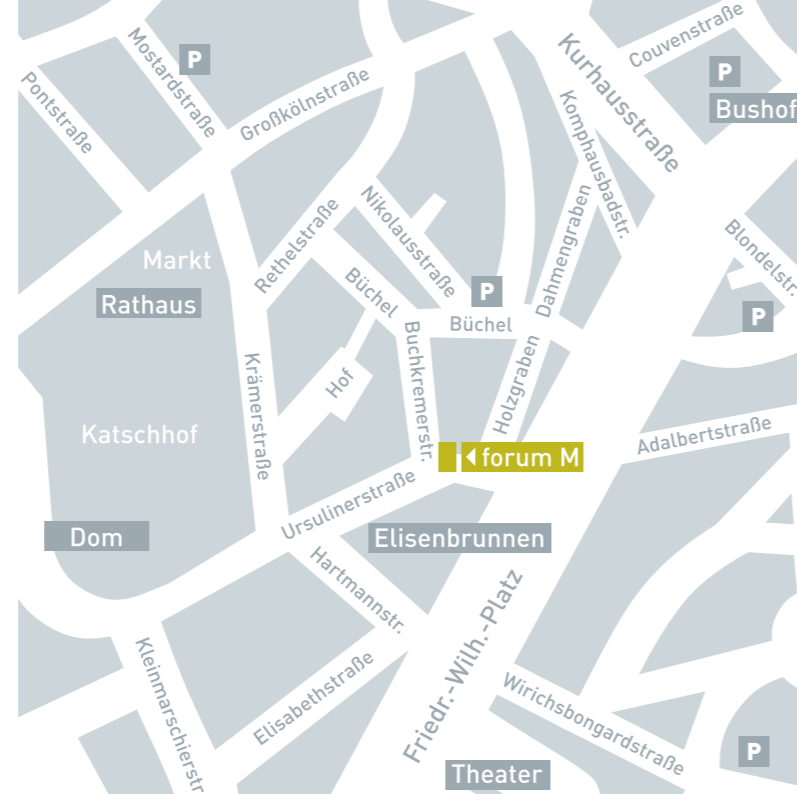 Couvenstraße
Mostardstraße
P
Kurhausstraße
P
Großkölnstraße
Pontstraße
Bushof
Komphausbadstr.
Nikolausstraße
Rethelstraße
Dahmengraben
Blondelstr.
Markt
Rathaus
Büchel
P
Büchel
P
Krämerstraße
Hof
Buchkremerstr.
Holzgraben
Katschhof
Adalbertstraße
forum M
Ursulinerstraße
Dom
Elisenbrunnen
Hartmannstr.
Friedr.-Wilh.-Platz
Kleinmarschierstr
Elisabethstraße
Wirichsbongardstraße
P
Theater